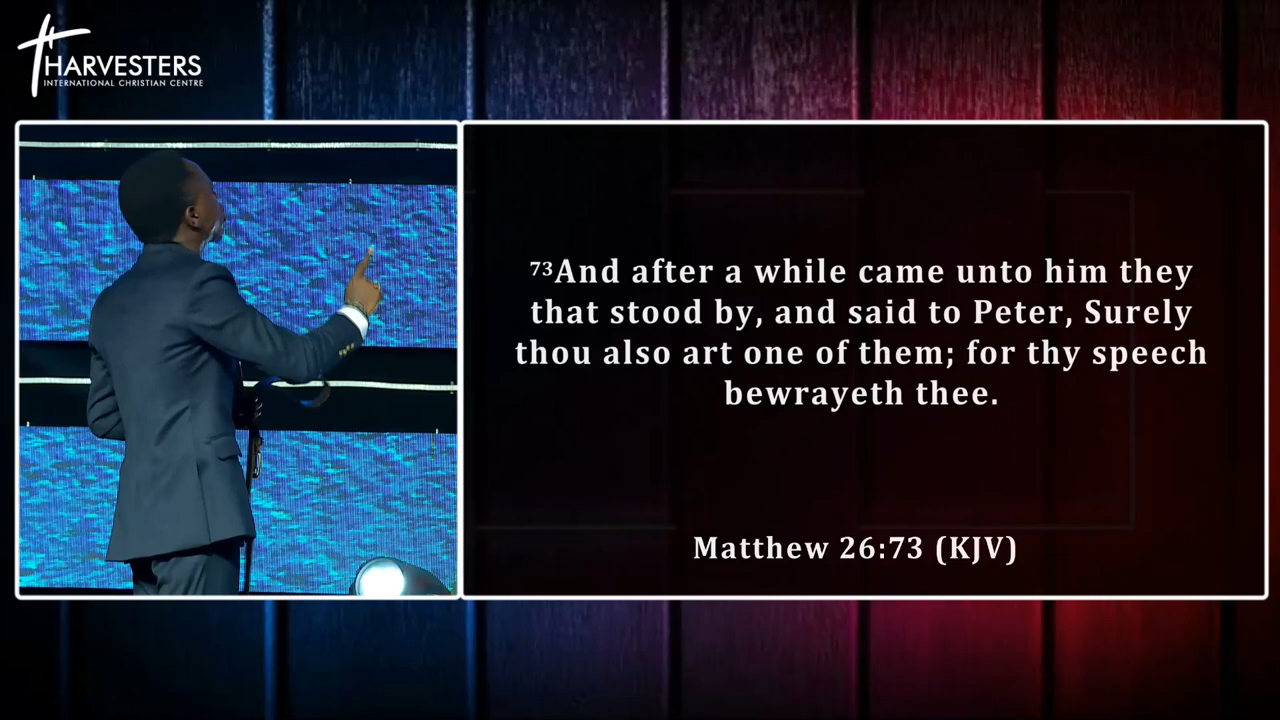 HARVESTERS
INTERNATIONAL CHRISTIAN CENTRE
73And after a while came unto him they
that stood by, and said to Peter, Surely
thou also art one of them; for thy speech
bewrayeth thee.
Matthew 26:73 (KJV)